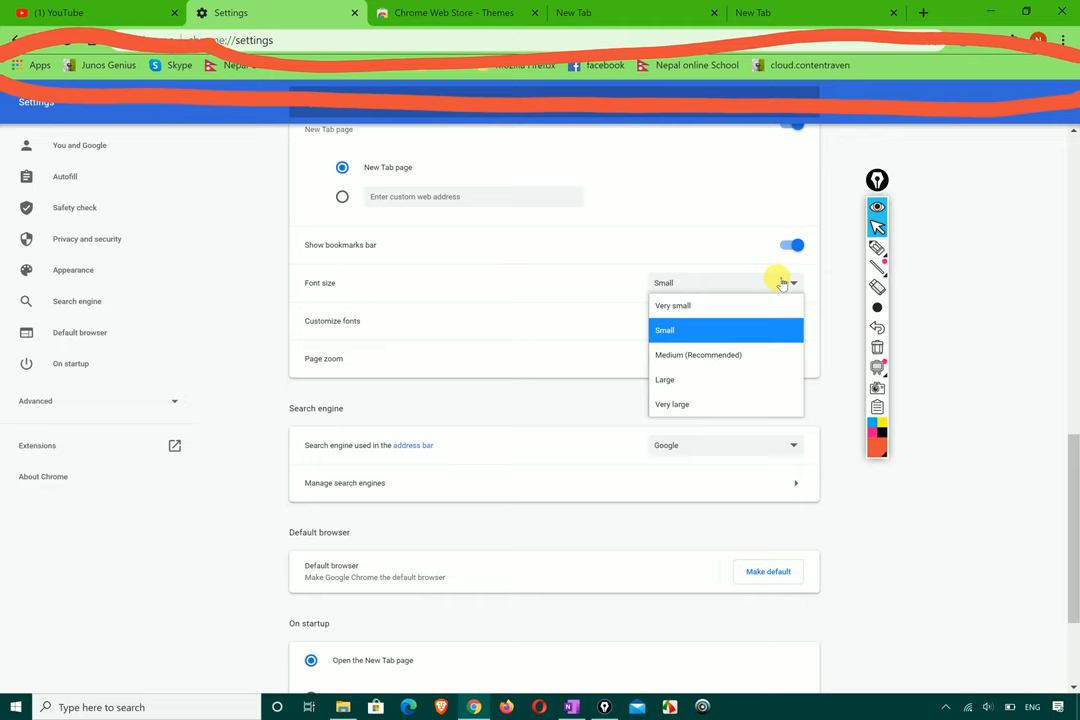 (1) YouTube
Settings
Chrome Web Store - Themes
New Tab
New Tab
chrome://settings
Apps
Junos Genius
Skype
Mozilla Firefox
facebook
Nepal online School
cloud.contentraven
Settings
New Tab page
You and Google
Autofill
Safety check
Privacy and security
Appearance
Search engine
Default browser
On startup
Advanced
Extensions
About Chrome
New Tab page
Enter custom web address
Show bookmarks bar
Font size
Small
Very small
Small
Medium (Recommended)
Large
Very large
Customize fonts
Page zoom
Search engine
Search engine used in the address bar
Google
Manage search engines
Default browser
Default browser
Make Google Chrome the default browser
Make default
On startup
Open the New Tab page
Type here to search
ENG